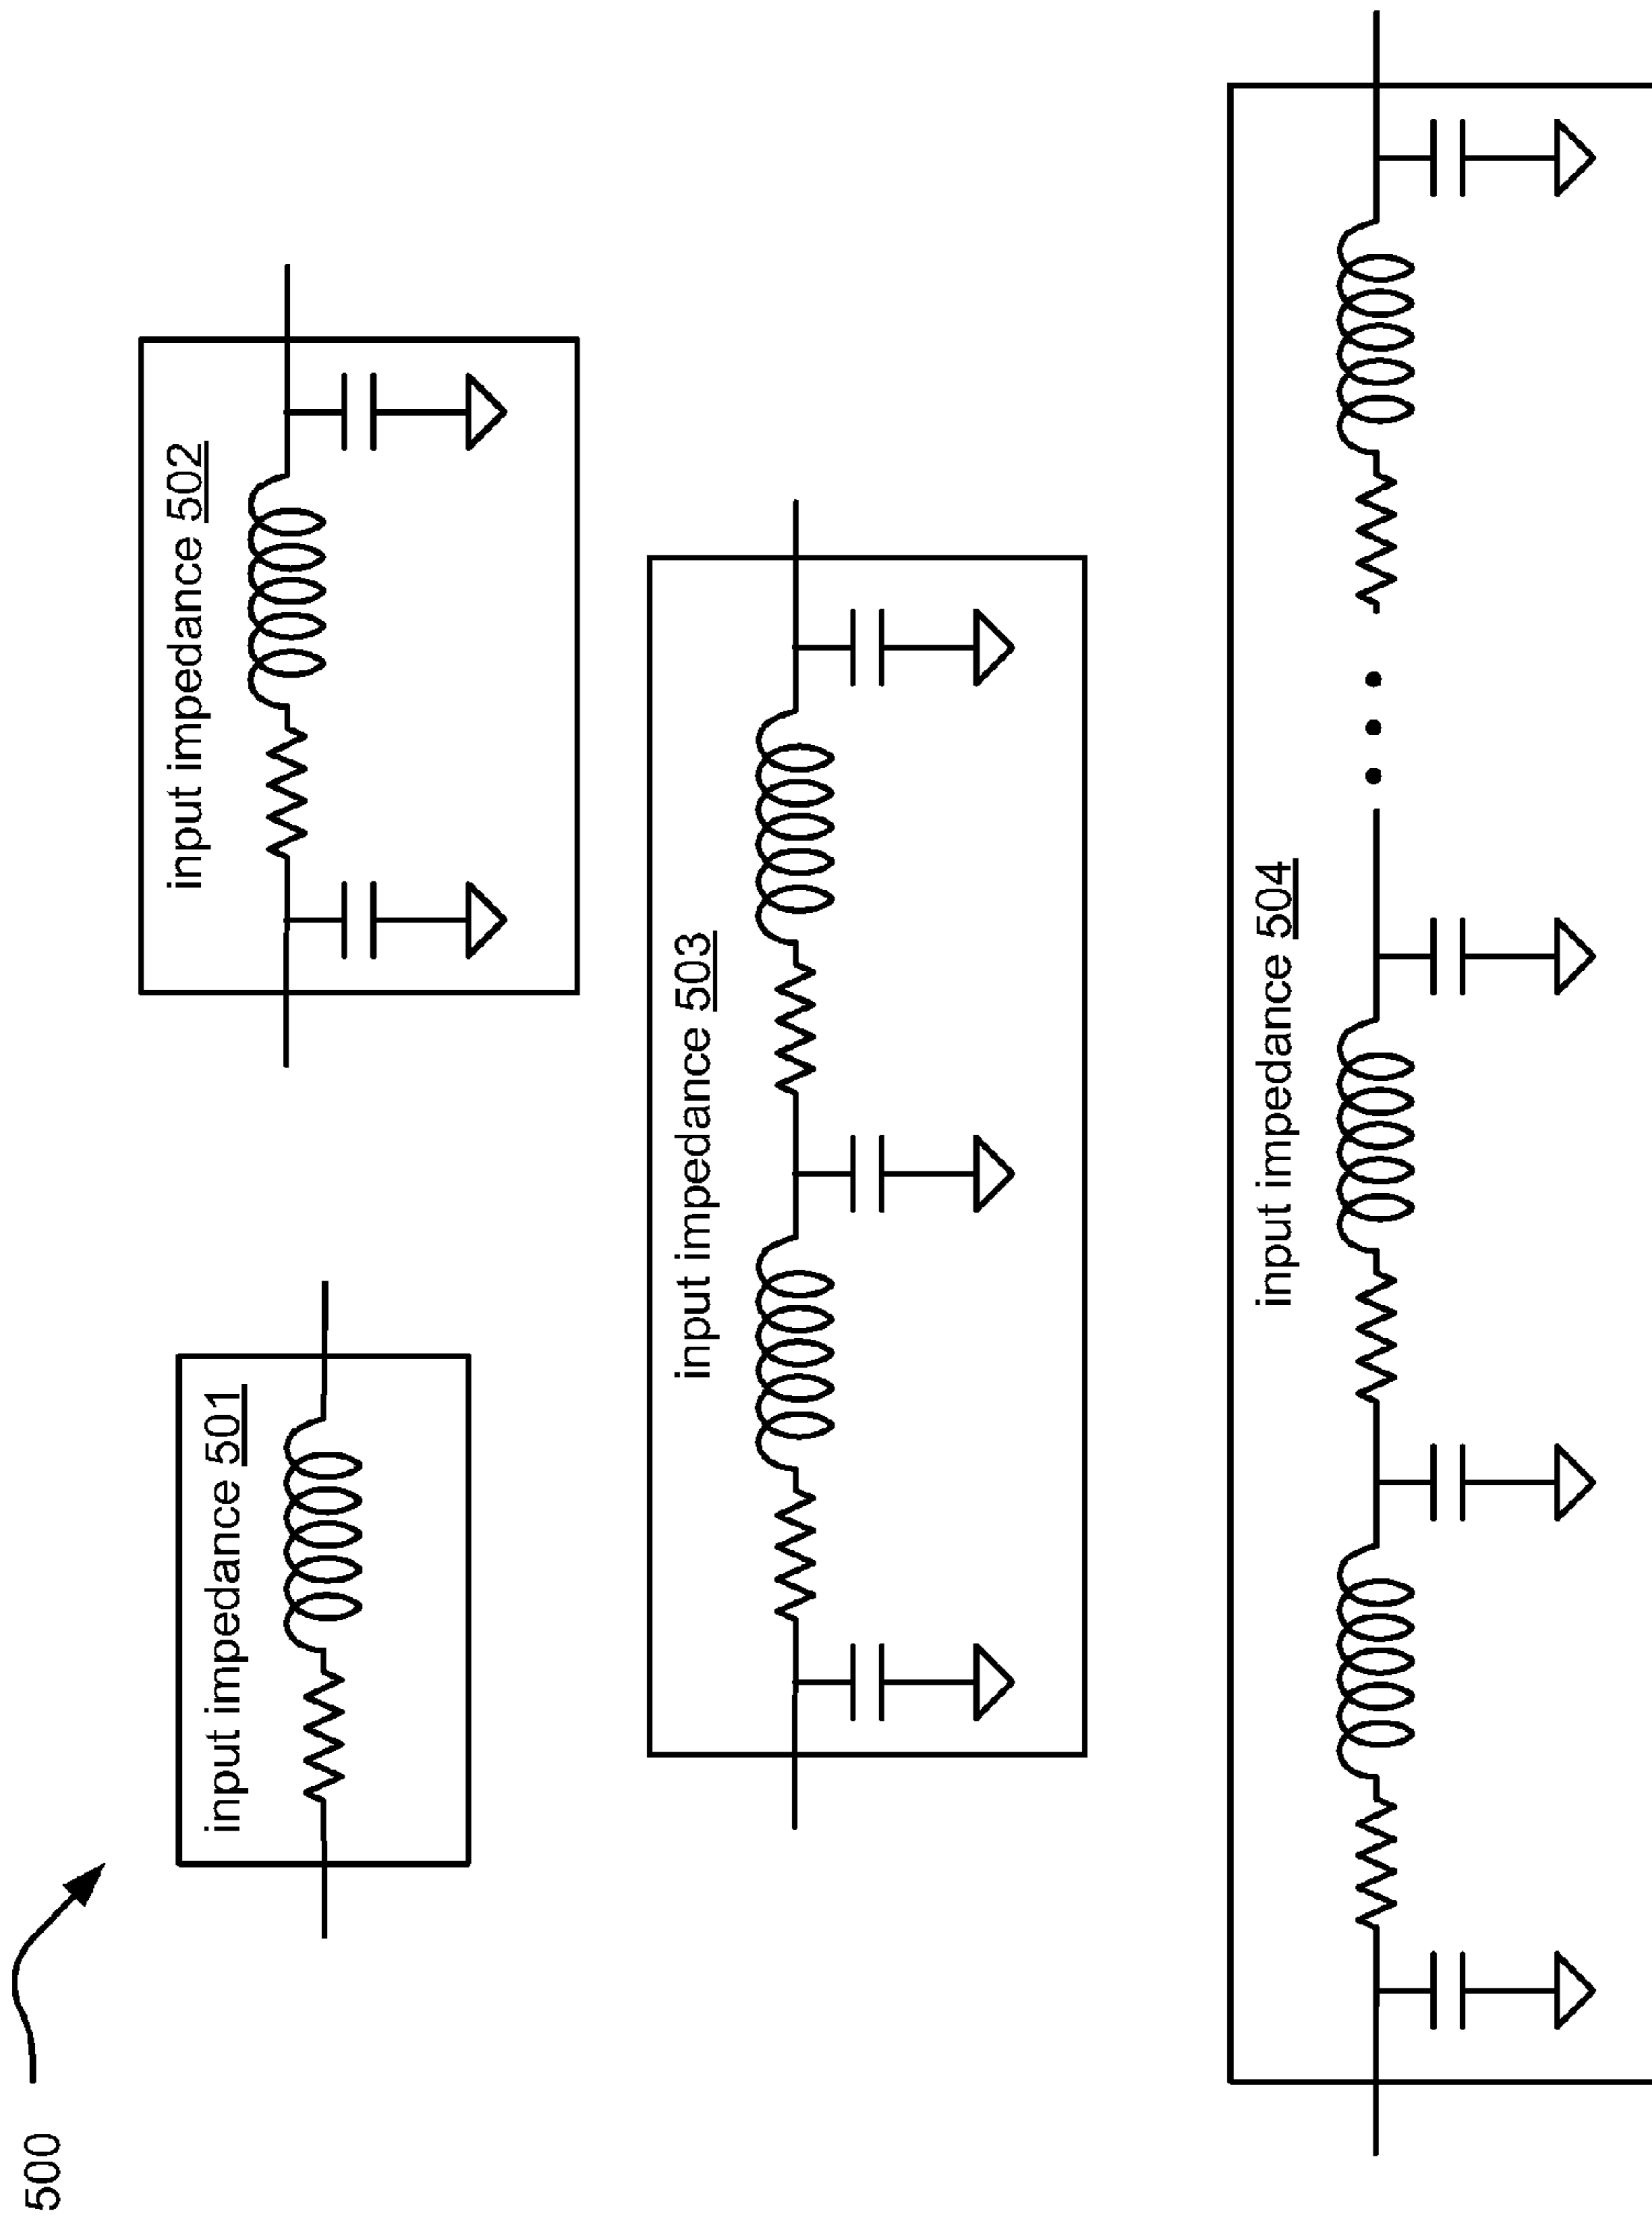 500
input impedance 501
input impedance 502
input impedance 503
input impedance 504